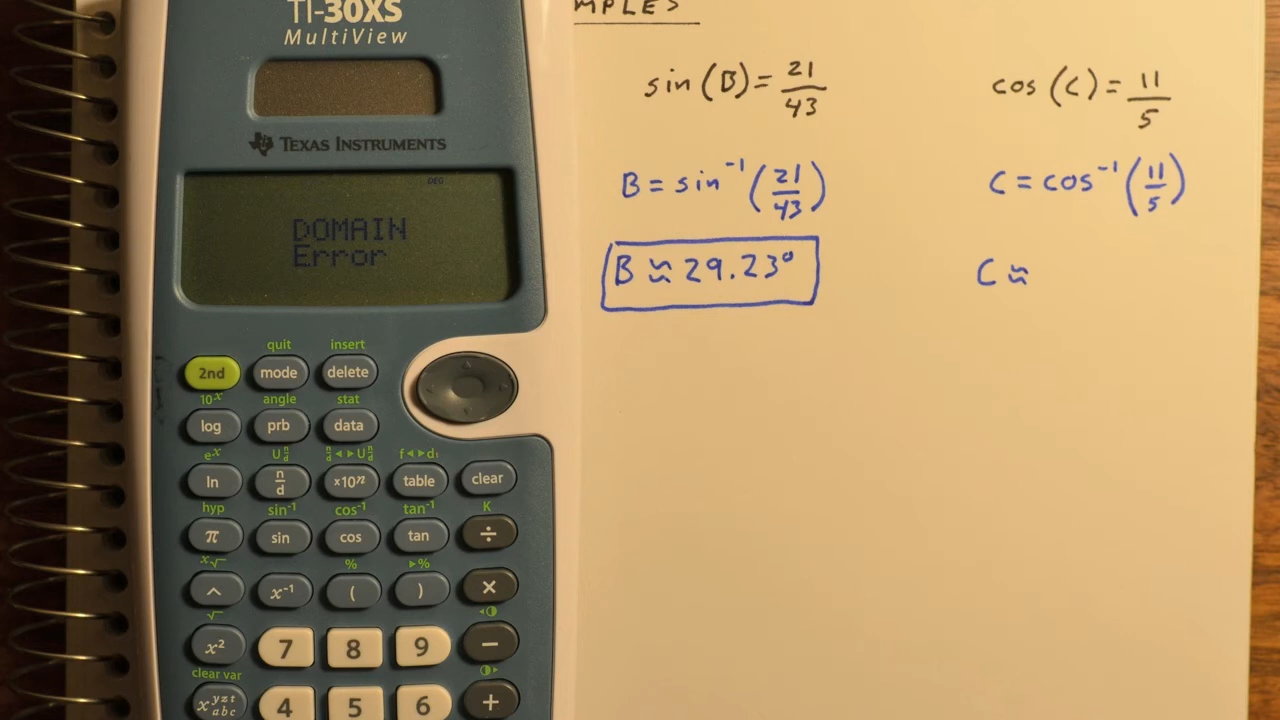 TI-30XS
MultiView
TEXAS INSTRUMENTS
DEG
DOMAIN
Error
quit insert
2nd mode delete
10ˣ angle stat
log prb data
eˣ U n/d n/d ◄► U n/d f◄►d
ln n/d ×10ⁿ table clear
hyp sin⁻¹ cos⁻¹ tan⁻¹ K
π sin cos tan ÷
ˣ√ % ►%
^ x⁻¹ ( ) ×
√
x² 7 8 9 −
clear var
x yzt abc 4 5 6 +
sin(B) = 21/43
B = sin⁻¹(21/43)
B ≈ 29.23°
cos(C) = 11/5
C = cos⁻¹(11/5)
C ≈